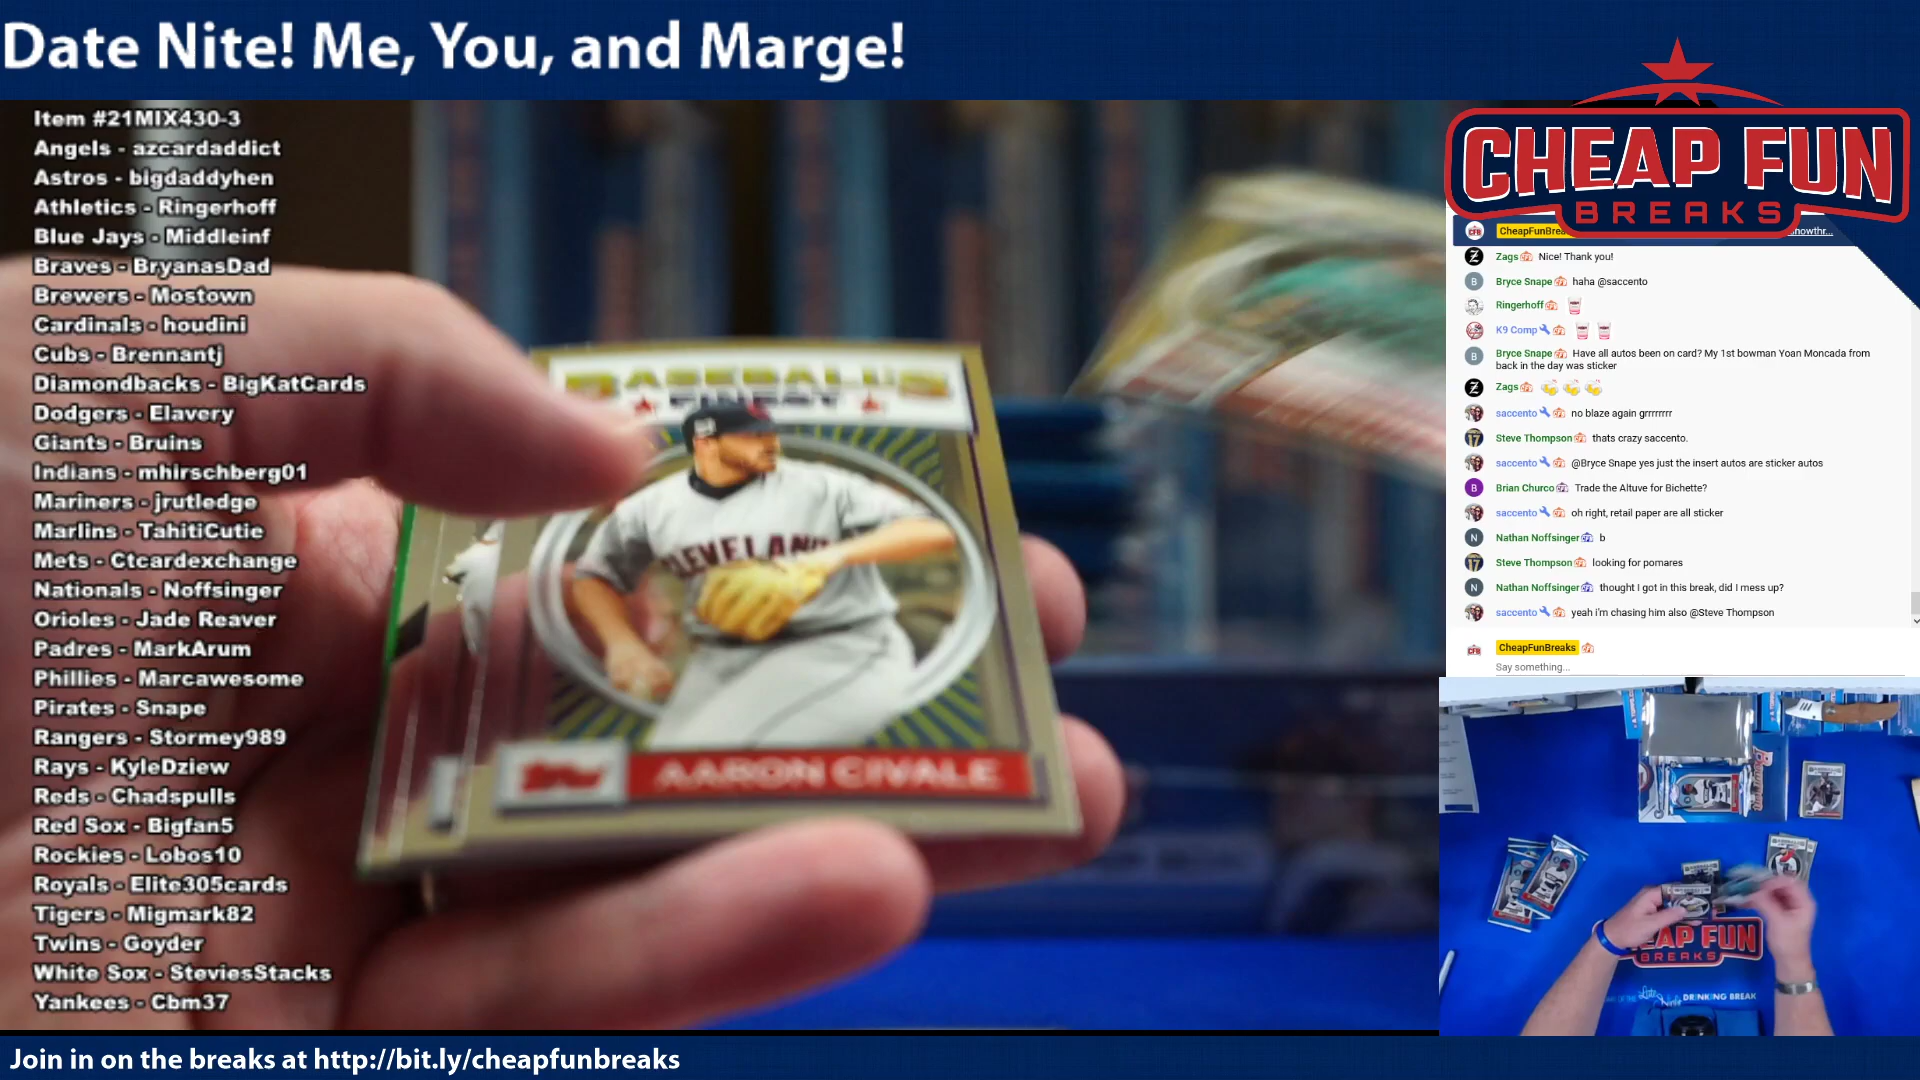 Date Nite! Me, You, and Marge!
Item #21MIX430-3
Angels - azcardaddict
Astros - bigdaddyhen
Athletics - Ringerhoff
Blue Jays - Middleinf
Braves - BryanasDad
Brewers - Mostown
Cardinals - houdini
Cubs - Brennantj
Diamondbacks - BigKatCards
Dodgers - Elavery
Giants - Bruins
Indians - mhirschberg01
Mariners - jrutledge
Marlins - TahitiCutie
Mets - Ctcardexchange
Nationals - Noffsinger
Orioles - Jade Reaver
Padres - MarkArum
Phillies - Marcawesome
Pirates - Snape
Rangers - Stormey989
Rays - KyleDziew
Reds - Chadspulls
Red Sox - Bigfan5
Rockies - Lobos10
Royals - Elite305cards
Tigers - Migmark82
Twins - Goyder
White Sox - SteviesStacks
Yankees - Cbm37
BASEBALL'S
FINEST
CLEVELAND
AARON CIVALE
CHEAP FUN
BREAKS
Zags Nice! Thank you!
Bryce Snape haha @saccento
Ringerhoff
K9 Comp
Bryce Snape Have all autos been on card? My 1st bowman Yoan Moncada from
back in the day was sticker
Zags
saccento no blaze again grrrrrrrr
Steve Thompson thats crazy saccento.
saccento @Bryce Snape yes just the insert autos are sticker autos
Brian Churco Trade the Altuve for Bichette?
saccento oh right, retail paper are all sticker
Nathan Noffsinger b
Steve Thompson looking for pomares
Nathan Noffsinger thought I got in this break, did I mess up?
saccento yeah i'm chasing him also @Steve Thompson
CheapFunBreaks
Say something...
EAP FUN
BREAKS
Late Nite DRINKING BREAK
Join in on the breaks at http://bit.ly/cheapfunbreaks